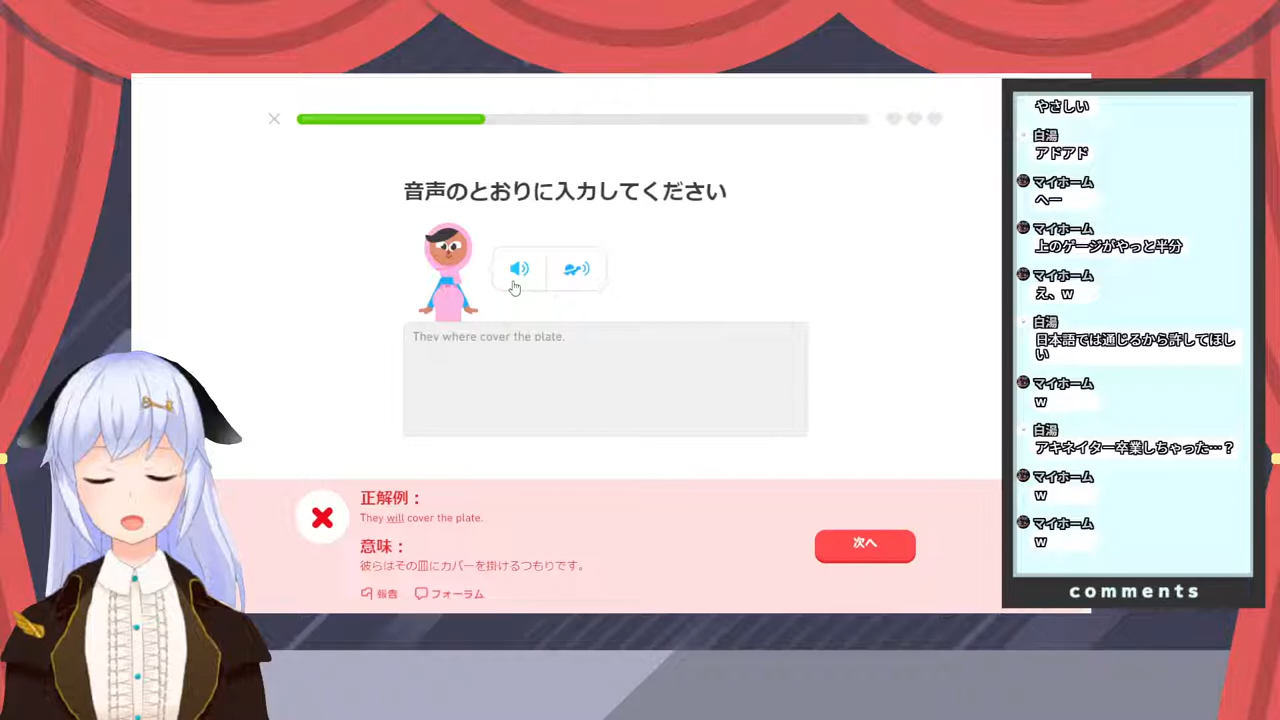 音声のとおりに入力してください
They where cover the plate.
正解例：
They will cover the plate.
意味：
彼らはその皿にカバーを掛けるつもりです。
報告 フォーラム
次へ
やさしい
白湯
アドアド
マイホーム
へー
マイホーム
上のゲージがやっと半分
マイホーム
え、w
白湯
日本語では通じるから許してほし
い
マイホーム
w
白湯
アキネイター卒業しちゃった…？
マイホーム
w
マイホーム
w
comments